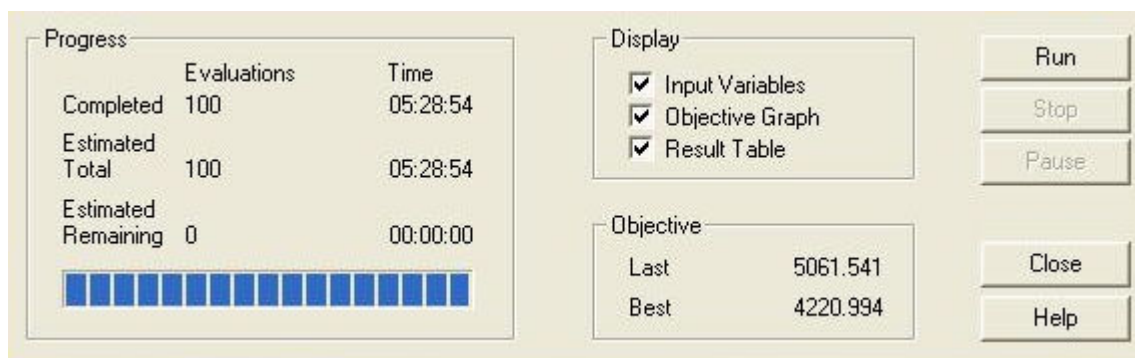 Progress
Evaluations Time
Completed 100 05:28:54
Estimated
Total 100 05:28:54
Estimated
Remaining 0 00:00:00
Display
Input Variables
Objective Graph
Result Table
Objective
Last 5061.541
Best 4220.994
Run
Stop
Pause
Close
Help